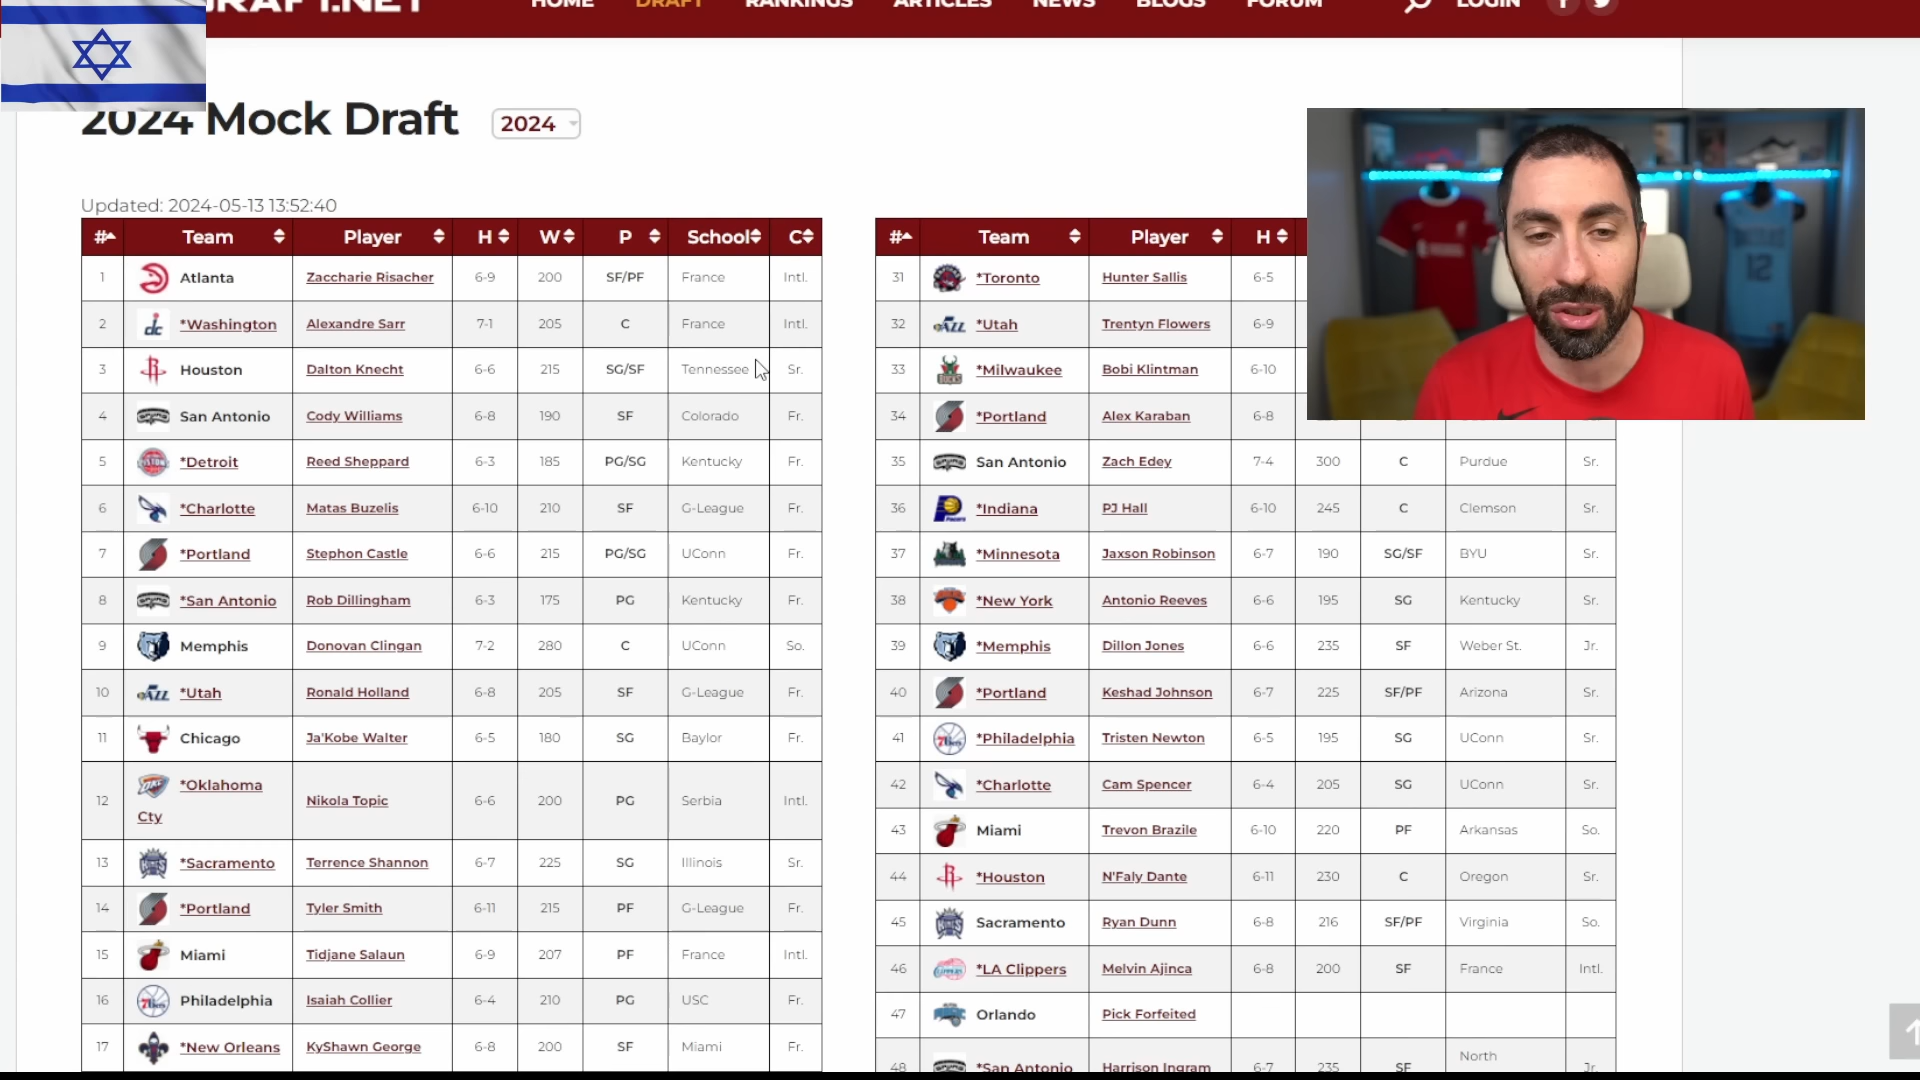 DRAFT.NET
HOME DRAFT RANKINGS ARTICLES NEWS BLOGS FORUM LOGIN
2024 Mock Draft 2024
Updated: 2024-05-13 13:52:40
# Team Player H W P School C
1 Atlanta Zaccharie Risacher 6-9 200 SF/PF France Intl.
2 *Washington Alexandre Sarr 7-1 205 C France Intl.
3 Houston Dalton Knecht 6-6 215 SG/SF Tennessee Sr.
4 San Antonio Cody Williams 6-8 190 SF Colorado Fr.
5 *Detroit Reed Sheppard 6-3 185 PG/SG Kentucky Fr.
6 *Charlotte Matas Buzelis 6-10 210 SF G-League Fr.
7 *Portland Stephon Castle 6-6 215 PG/SG UConn Fr.
8 *San Antonio Rob Dillingham 6-3 175 PG Kentucky Fr.
9 Memphis Donovan Clingan 7-2 280 C UConn So.
10 *Utah Ronald Holland 6-8 205 SF G-League Fr.
11 Chicago Ja'Kobe Walter 6-5 180 SG Baylor Fr.
12 *Oklahoma Cty Nikola Topic 6-6 200 PG Serbia Intl.
13 *Sacramento Terrence Shannon 6-7 225 SG Illinois Sr.
14 *Portland Tyler Smith 6-11 215 PF G-League Fr.
15 Miami Tidjane Salaun 6-9 207 PF France Intl.
16 Philadelphia Isaiah Collier 6-4 210 PG USC Fr.
17 *New Orleans KyShawn George 6-8 200 SF Miami Fr.
# Team Player H
31 *Toronto Hunter Sallis 6-5
32 *Utah Trentyn Flowers 6-9
33 *Milwaukee Bobi Klintman 6-10
34 *Portland Alex Karaban 6-8
35 San Antonio Zach Edey 7-4 300 C Purdue Sr.
36 *Indiana PJ Hall 6-10 245 C Clemson Sr.
37 *Minnesota Jaxson Robinson 6-7 190 SG/SF BYU Sr.
38 *New York Antonio Reeves 6-6 195 SG Kentucky Sr.
39 *Memphis Dillon Jones 6-6 235 SF Weber St. Jr.
40 *Portland Keshad Johnson 6-7 225 SF/PF Arizona Sr.
41 *Philadelphia Tristen Newton 6-5 195 SG UConn Sr.
42 *Charlotte Cam Spencer 6-4 205 SG UConn Sr.
43 Miami Trevon Brazile 6-10 220 PF Arkansas So.
44 *Houston N'Faly Dante 6-11 230 C Oregon Sr.
45 Sacramento Ryan Dunn 6-8 216 SF/PF Virginia So.
46 *LA Clippers Melvin Ajinca 6-8 200 SF France Intl.
47 Orlando Pick Forfeited
48 *San Antonio Harrison Ingram 6-7 235 SF North Jr.
12